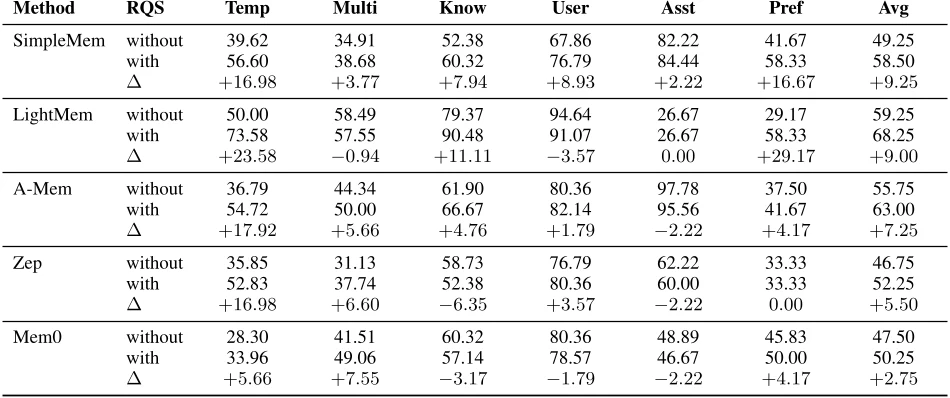 Method RQS Temp Multi Know User Asst Pref Avg
SimpleMem without 39.62 34.91 52.38 67.86 82.22 41.67 49.25
with 56.60 38.68 60.32 76.79 84.44 58.33 58.50
Δ +16.98 +3.77 +7.94 +8.93 +2.22 +16.67 +9.25
LightMem without 50.00 58.49 79.37 94.64 26.67 29.17 59.25
with 73.58 57.55 90.48 91.07 26.67 58.33 68.25
Δ +23.58 −0.94 +11.11 −3.57 0.00 +29.17 +9.00
A-Mem without 36.79 44.34 61.90 80.36 97.78 37.50 55.75
with 54.72 50.00 66.67 82.14 95.56 41.67 63.00
Δ +17.92 +5.66 +4.76 +1.79 −2.22 +4.17 +7.25
Zep without 35.85 31.13 58.73 76.79 62.22 33.33 46.75
with 52.83 37.74 52.38 80.36 60.00 33.33 52.25
Δ +16.98 +6.60 −6.35 +3.57 −2.22 0.00 +5.50
Mem0 without 28.30 41.51 60.32 80.36 48.89 45.83 47.50
with 33.96 49.06 57.14 78.57 46.67 50.00 50.25
Δ +5.66 +7.55 −3.17 −1.79 −2.22 +4.17 +2.75